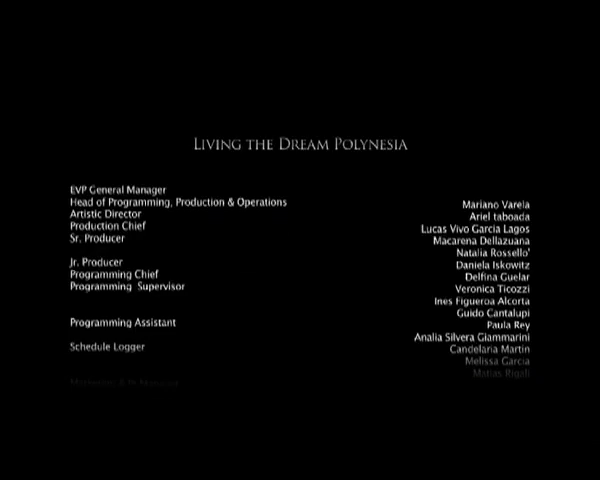 LIVING THE DREAM POLYNESIA
EVP General Manager
Head of Programming, Production & Operations
Mariano Varela
Artistic Director
Ariel taboada
Production Chief
Lucas Vivo Garcia Lagos
Sr. Producer
Macarena Dellazuana
Natalia Rossello'
Jr. Producer
Daniela Iskowitz
Programming Chief
Delfina Guelar
Programming Supervisor
Veronica Ticozzi
Ines Figueroa Alcorta
Guido Cantalupi
Programming Assistant
Paula Rey
Analia Silvera Giammarini
Schedule Logger
Candelaria Martin
Melissa Garcia
Matias Rigali